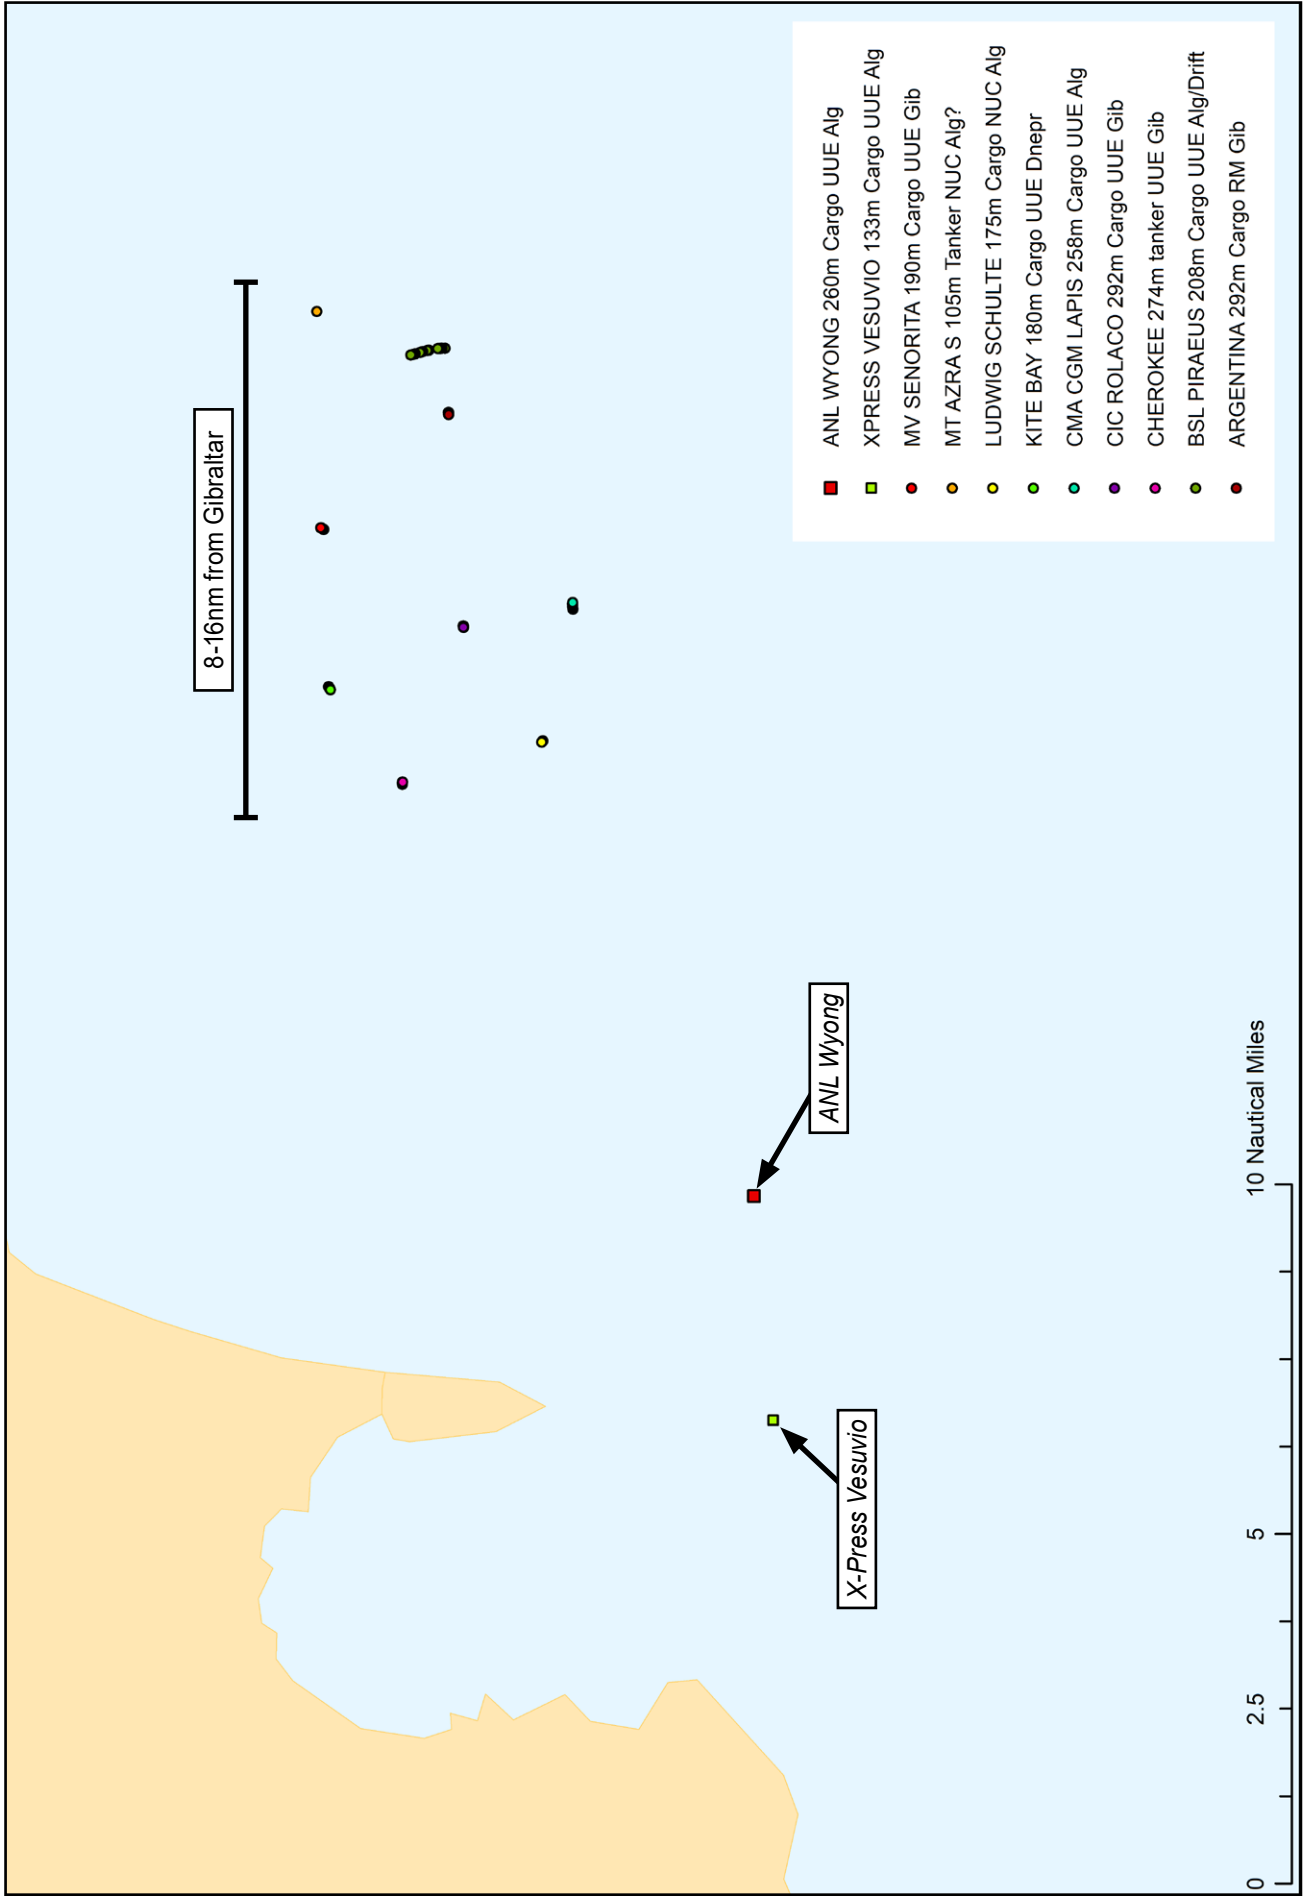 8-16nm from Gibraltar
ANL Wyong
X-Press Vesuvio
0
2.5
5
10 Nautical Miles
ANL WYONG 260m Cargo UUE Alg
XPRESS VESUVIO 133m Cargo UUE Alg
MV SENORITA 190m Cargo UUE Gib
MT AZRA S 105m Tanker NUC Alg?
LUDWIG SCHULTE 175m Cargo NUC Alg
KITE BAY 180m Cargo UUE Dnepr
CMA CGM LAPIS 258m Cargo UUE Alg
CIC ROLACO 292m Cargo UUE Gib
CHEROKEE 274m tanker UUE Gib
BSL PIRAEUS 208m Cargo UUE Alg/Drift
ARGENTINA 292m Cargo RM Gib